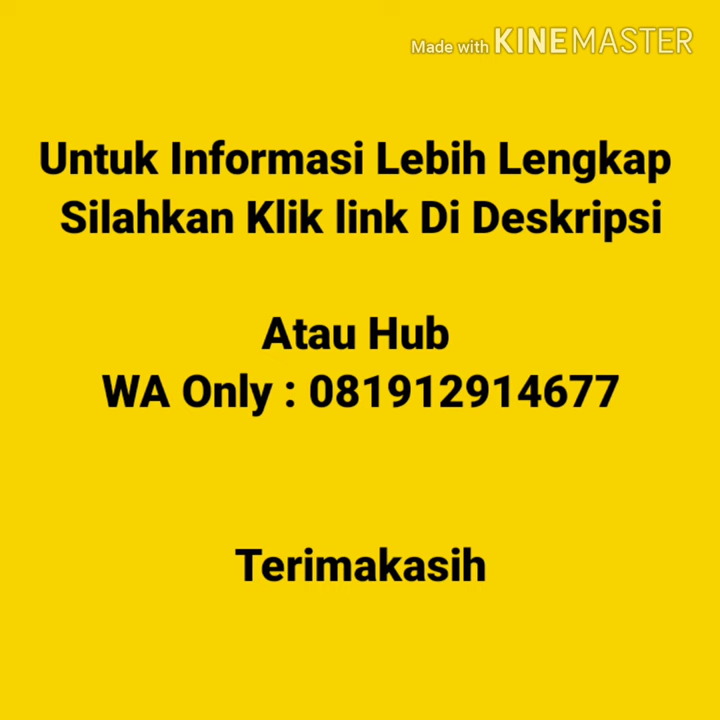 Made with KINEMASTER
Untuk Informasi Lebih Lengkap
Silahkan Klik link Di Deskripsi
Atau Hub
WA Only : 081912914677
Terimakasih